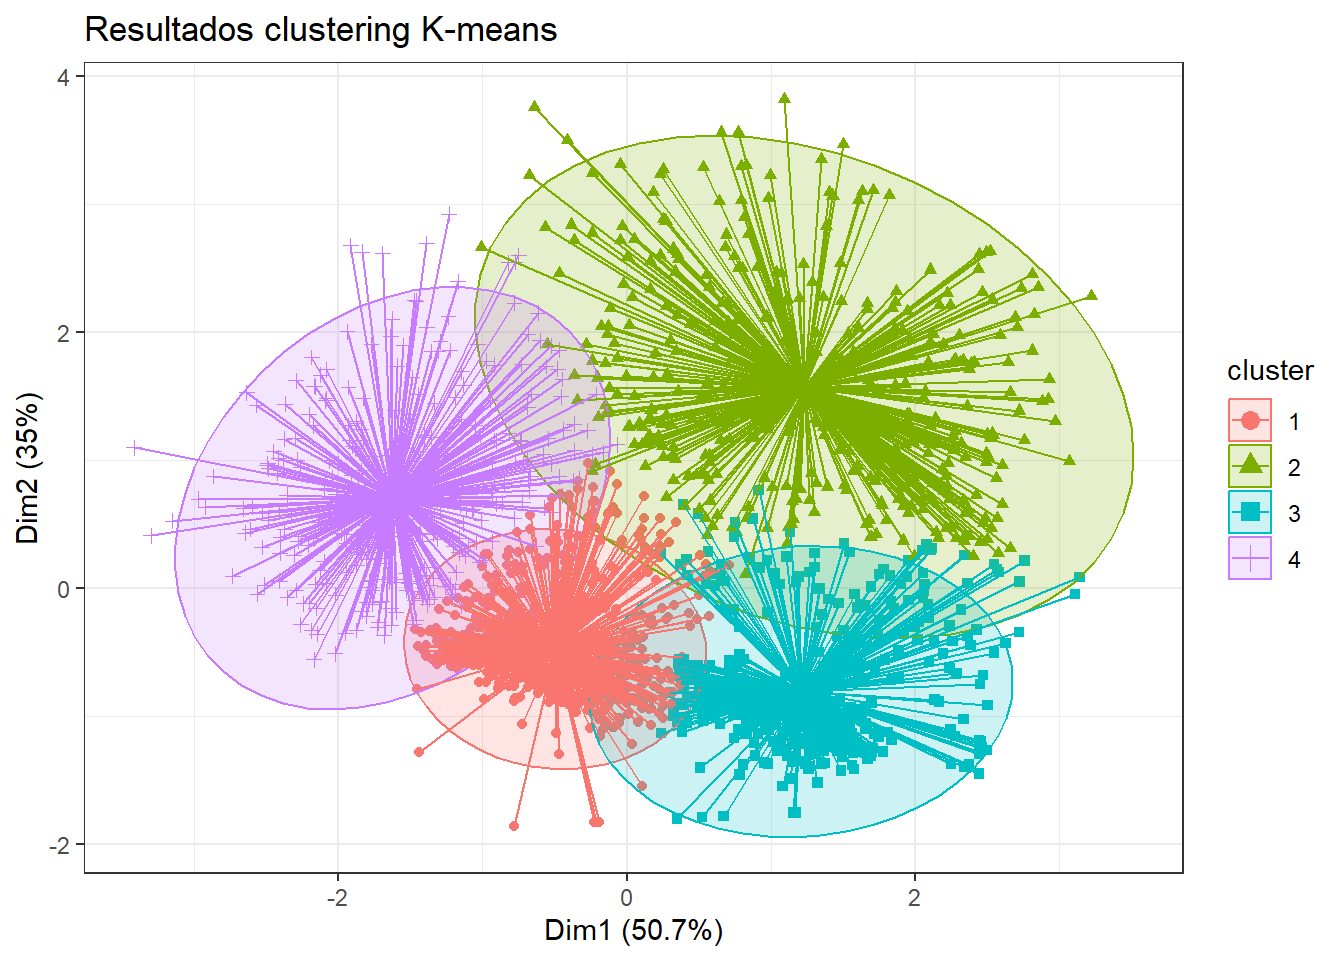 Resultados clustering K-means
4
2
0
-2
Dim2 (35%)
-2
0
2
Dim1 (50.7%)
cluster
1
2
3
4